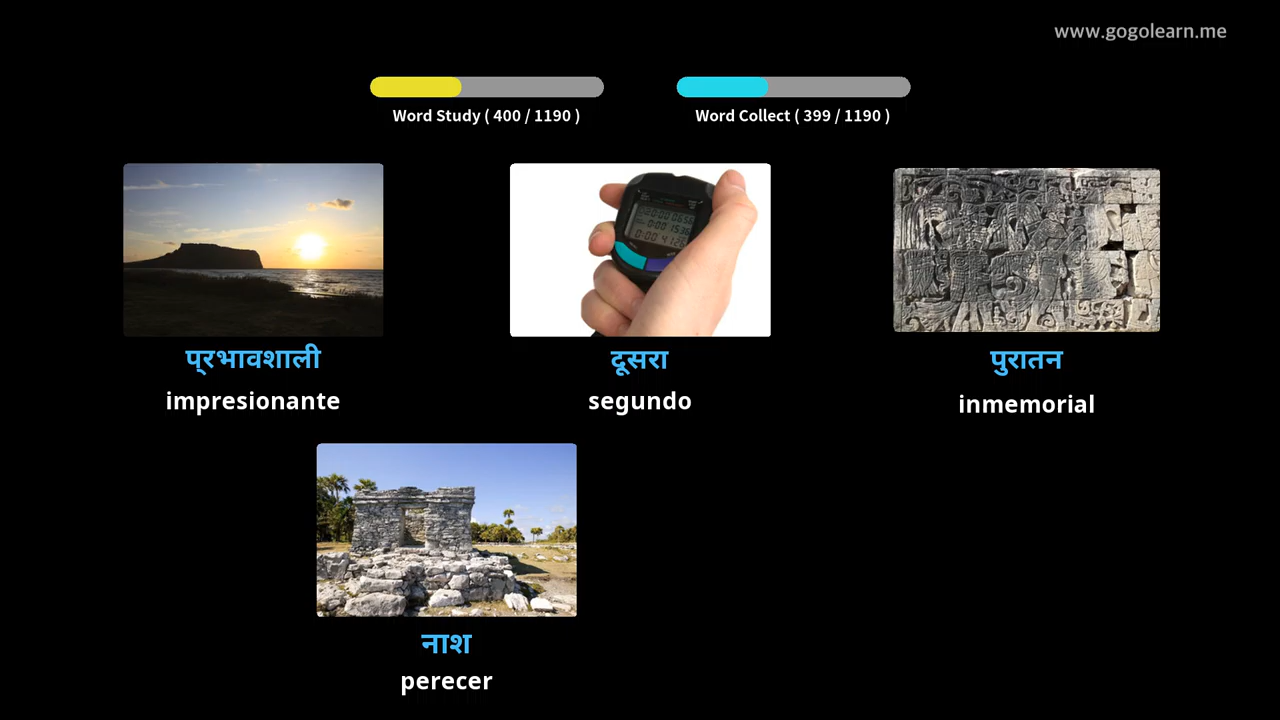 www.gogolearn.me
Word Study ( 400 / 1190 )
Word Collect ( 399 / 1190 )
प्रभावशाली
impresionante
दूसरा
segundo
पुरातन
inmemorial
नाश
perecer